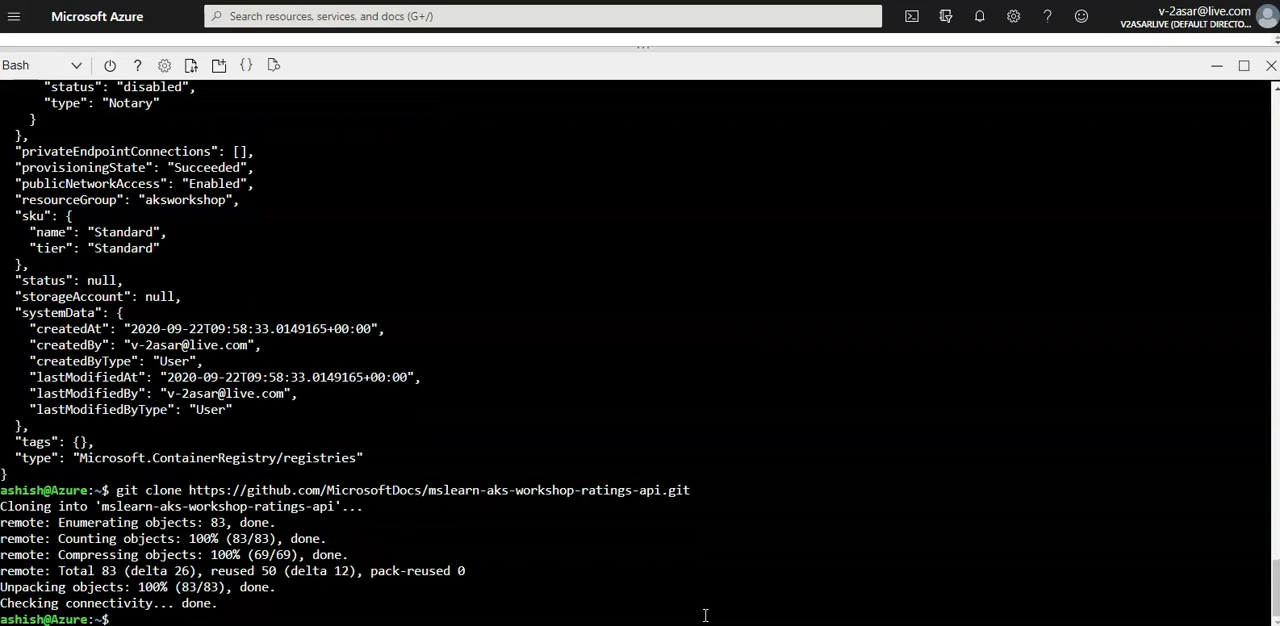 Microsoft Azure
Search resources, services, and docs (G+/)
v-2asar@live.com
V2ASARLIVE (DEFAULT DIRECTO...
Bash
"status": "disabled",
"type": "Notary"
}
},
"privateEndpointConnections": [],
"provisioningState": "Succeeded",
"publicNetworkAccess": "Enabled",
"resourceGroup": "aksworkshop",
"sku": {
"name": "Standard",
"tier": "Standard"
},
"status": null,
"storageAccount": null,
"systemData": {
"createdAt": "2020-09-22T09:58:33.0149165+00:00",
"createdBy": "v-2asar@live.com",
"createdByType": "User",
"lastModifiedAt": "2020-09-22T09:58:33.0149165+00:00",
"lastModifiedBy": "v-2asar@live.com",
"lastModifiedByType": "User"
},
"tags": {},
"type": "Microsoft.ContainerRegistry/registries"
}
ashish@Azure:~$ git clone https://github.com/MicrosoftDocs/mslearn-aks-workshop-ratings-api.git
Cloning into 'mslearn-aks-workshop-ratings-api'...
remote: Enumerating objects: 83, done.
remote: Counting objects: 100% (83/83), done.
remote: Compressing objects: 100% (69/69), done.
remote: Total 83 (delta 26), reused 50 (delta 12), pack-reused 0
Unpacking objects: 100% (83/83), done.
Checking connectivity... done.
ashish@Azure:~$